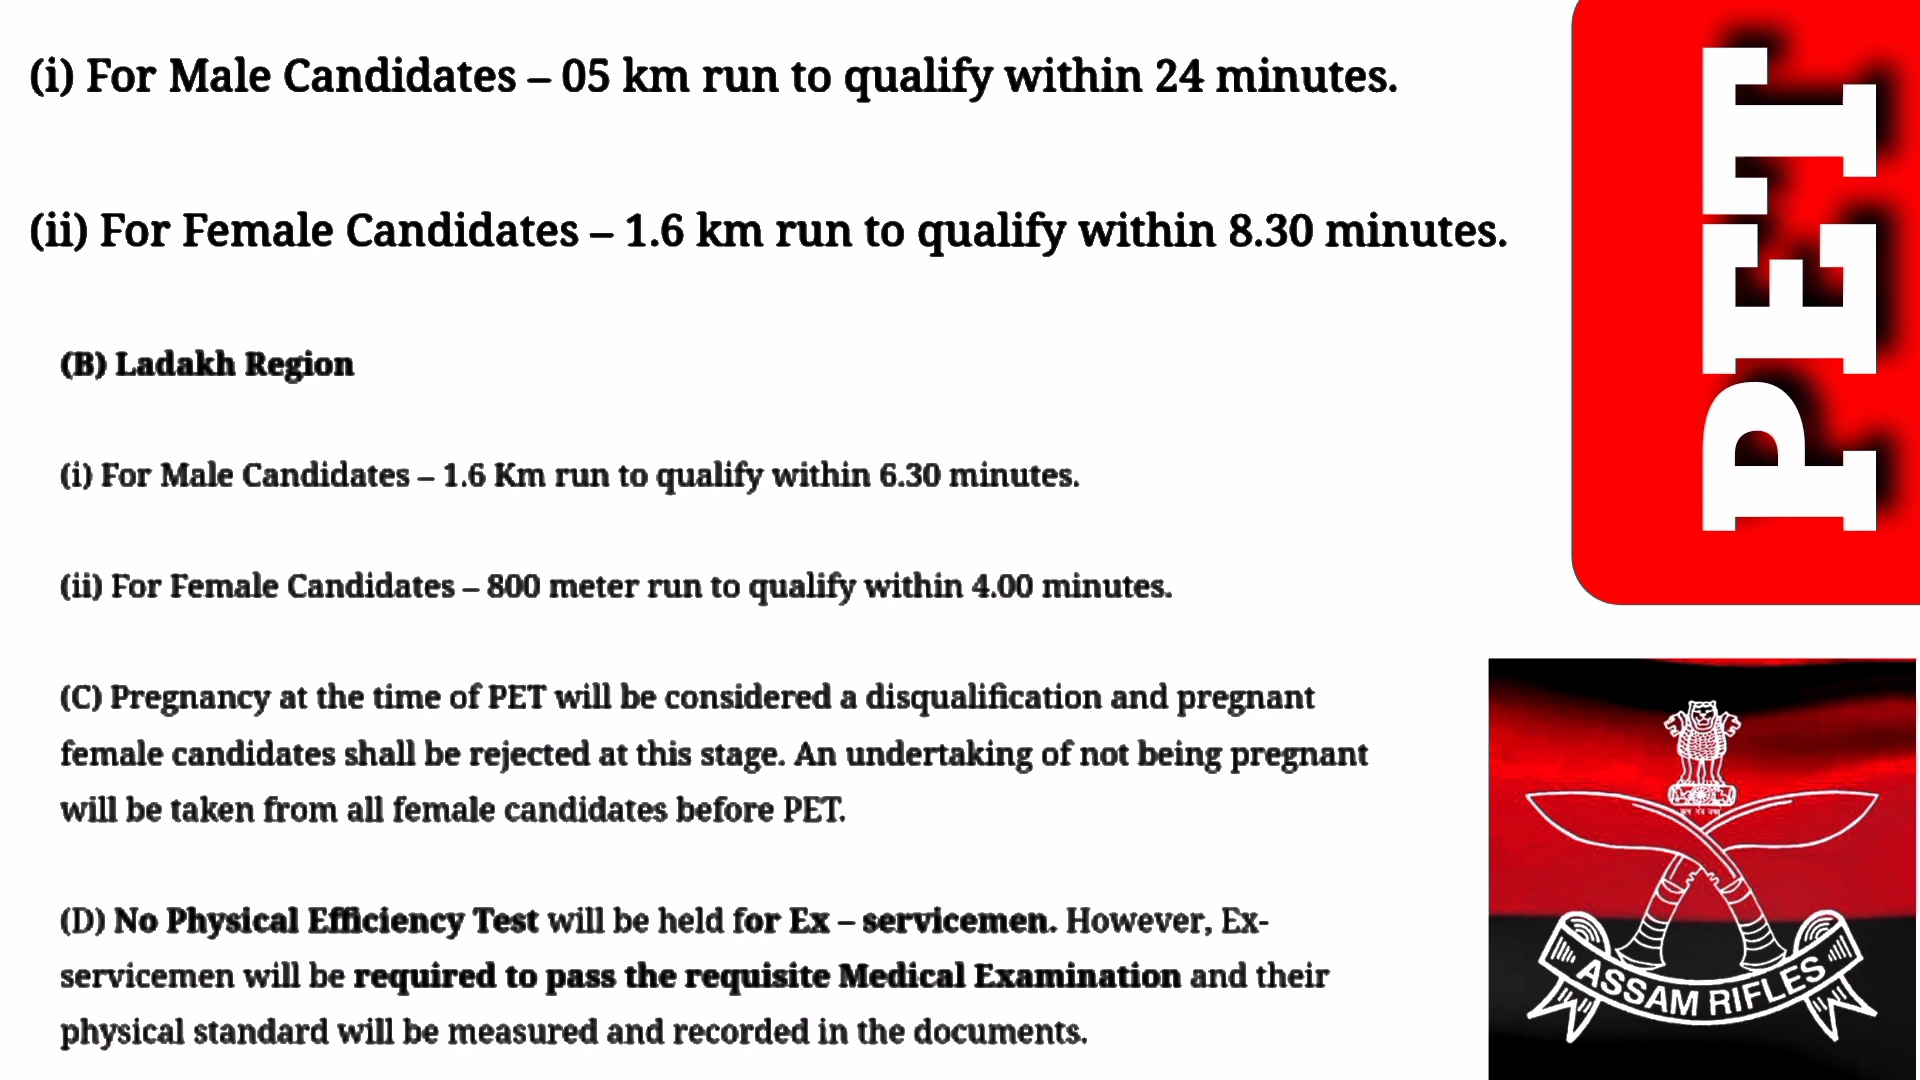 (i) For Male Candidates – 05 km run to qualify within 24 minutes.
(ii) For Female Candidates – 1.6 km run to qualify within 8.30 minutes.
(B) Ladakh Region
(i) For Male Candidates – 1.6 Km run to qualify within 6.30 minutes.
(ii) For Female Candidates – 800 meter run to qualify within 4.00 minutes.
(C) Pregnancy at the time of PET will be considered a disqualification and pregnant
female candidates shall be rejected at this stage. An undertaking of not being pregnant
will be taken from all female candidates before PET.
(D) No Physical Efficiency Test will be held for Ex – servicemen. However, Ex-
servicemen will be required to pass the requisite Medical Examination and their
physical standard will be measured and recorded in the documents.
PET
ASSAM RIFLES